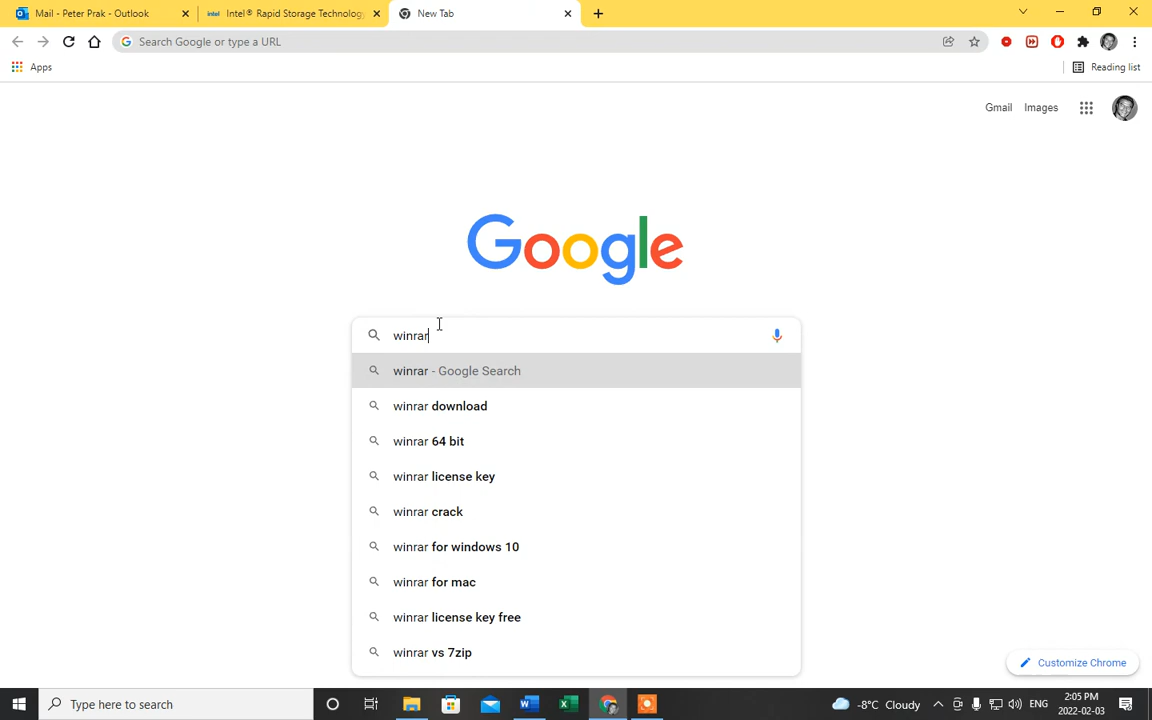 Mail - Peter Prak - Outlook
intel Intel® Rapid Storage Technology
New Tab
Search Google or type a URL
Apps
Reading list
Gmail Images
Google
winrar
winrar - Google Search
winrar download
winrar 64 bit
winrar license key
winrar crack
winrar for windows 10
winrar for mac
winrar license key free
winrar vs 7zip
Customize Chrome
Type here to search
-8°C Cloudy
ENG
2:05 PM
2022-02-03